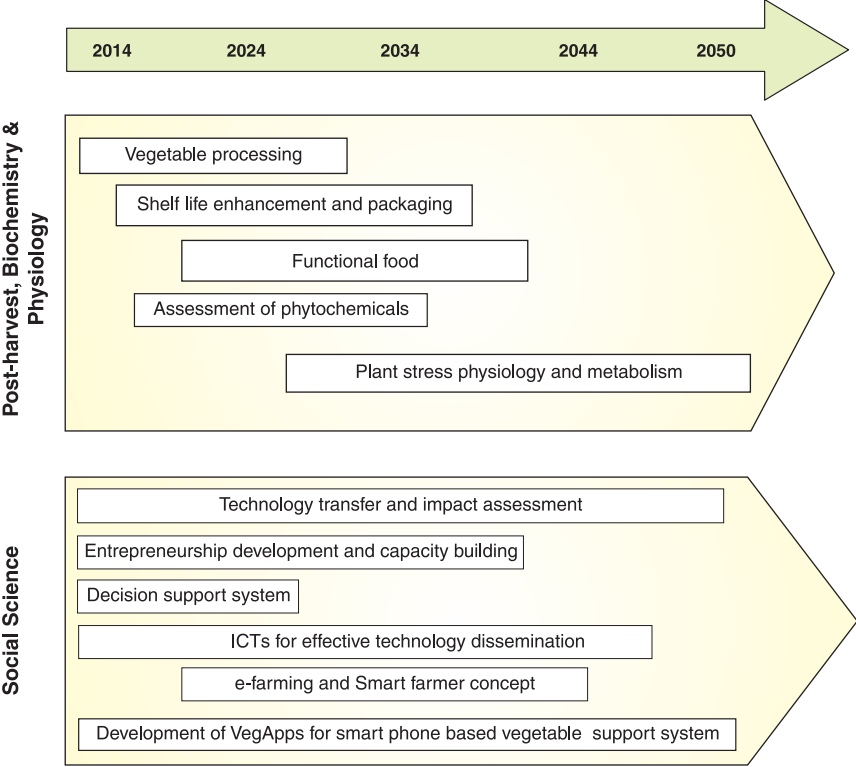 2014 2024 2034 2044 2050
Post-harvest, Biochemistry &
Physiology
Vegetable processing
Shelf life enhancement and packaging
Functional food
Assessment of phytochemicals
Plant stress physiology and metabolism
Social Science
Technology transfer and impact assessment
Entrepreneurship development and capacity building
Decision support system
ICTs for effective technology dissemination
e-farming and Smart farmer concept
Development of VegApps for smart phone based vegetable support system